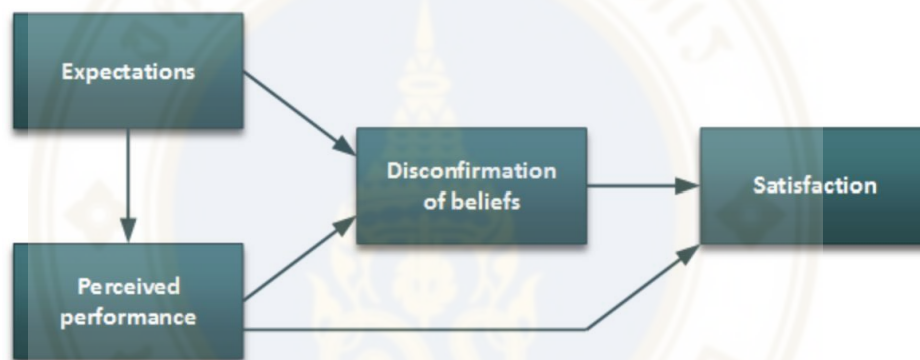 Expectations
Disconfirmation
of beliefs
Satisfaction
Perceived
performance